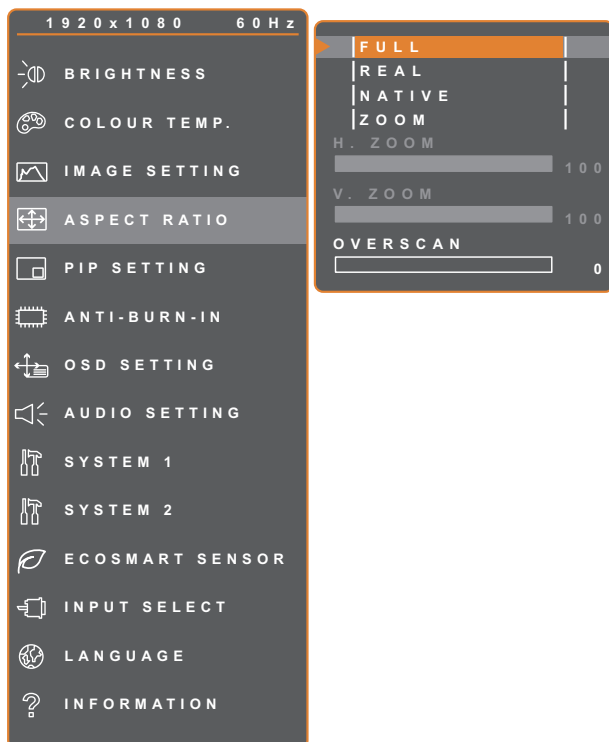 1920x1080 60Hz
BRIGHTNESS
COLOUR TEMP.
IMAGE SETTING
ASPECT RATIO
PIP SETTING
ANTI-BURN-IN
OSD SETTING
AUDIO SETTING
SYSTEM 1
SYSTEM 2
ECOSMART SENSOR
INPUT SELECT
LANGUAGE
INFORMATION
FULL
REAL
NATIVE
ZOOM
H. ZOOM
100
V. ZOOM
100
OVERSCAN
0